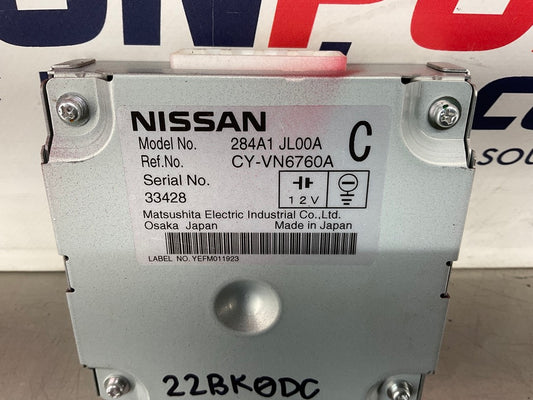 NISSAN
Model No. 284A1 JL00A C
Ref.No. CY-VN6760A
Serial No.
33428
12V
Matsushita Electric Industrial Co.,Ltd.
Osaka Japan Made in Japan
LABEL NO. YEFM011923
22BK0DC